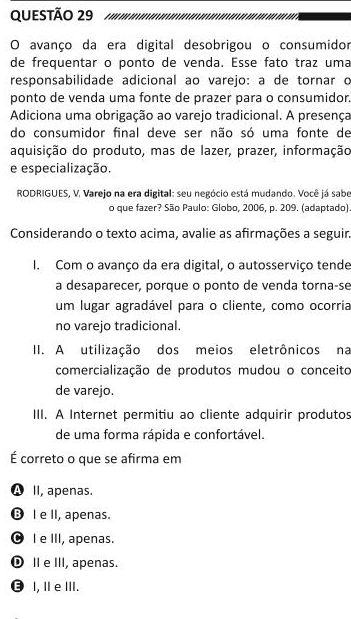 QUESTÃO 29
O avanço da era digital desobrigou o consumidor
de frequentar o ponto de venda. Esse fato traz uma
responsabilidade adicional ao varejo: a de tornar o
ponto de venda uma fonte de prazer para o consumidor.
Adiciona uma obrigação ao varejo tradicional. A presença
do consumidor final deve ser não só uma fonte de
aquisição do produto, mas de lazer, prazer, informação
e especialização.
RODRIGUES, V. Varejo na era digital: seu negócio está mudando. Você já sabe
o que fazer? São Paulo: Globo, 2006, p. 209. (adaptado).
Considerando o texto acima, avalie as afirmações a seguir.
I. Com o avanço da era digital, o autosserviço tende
a desaparecer, porque o ponto de venda torna-se
um lugar agradável para o cliente, como ocorria
no varejo tradicional.
II. A utilização dos meios eletrônicos na
comercialização de produtos mudou o conceito
de varejo.
III. A Internet permitiu ao cliente adquirir produtos
de uma forma rápida e confortável.
É correto o que se afirma em
A II, apenas.
B I e II, apenas.
C I e III, apenas.
D II e III, apenas.
E I, II e III.